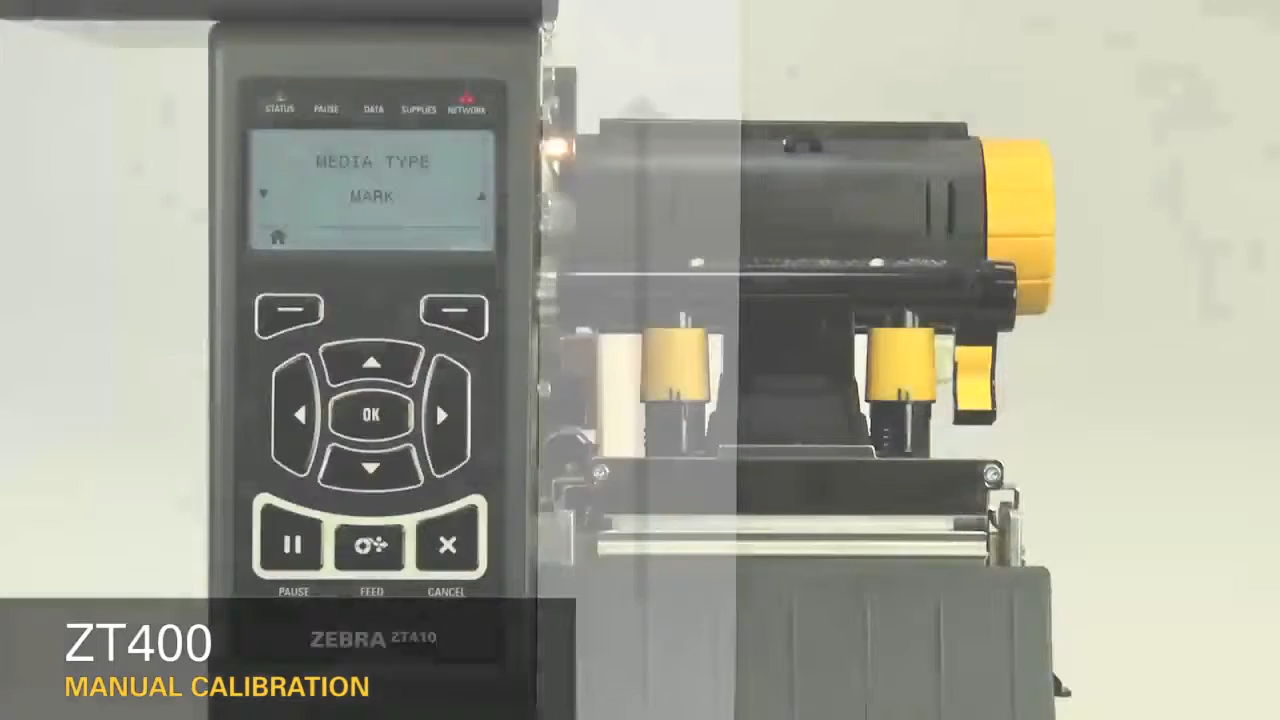 STATUS PAUSE DATA SUPPLIES NETWORK
MEDIA TYPE
MARK
OK
PAUSE FEED CANCEL
ZEBRA ZT410
ZT400
MANUAL CALIBRATION